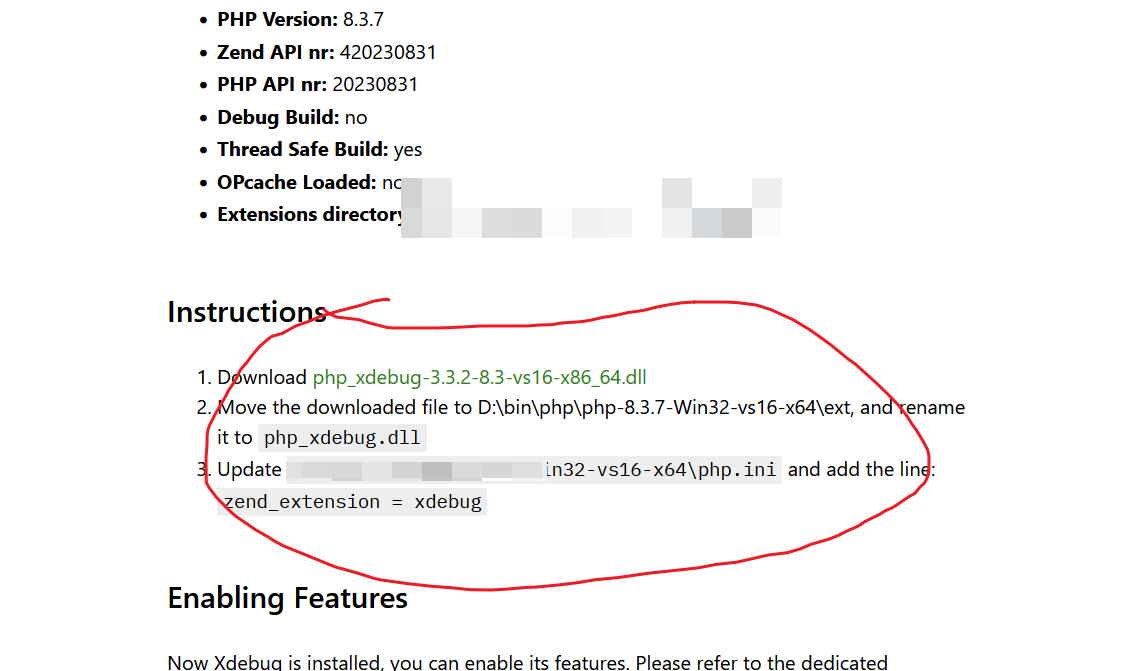 PHP Version: 8.3.7
Zend API nr: 420230831
PHP API nr: 20230831
Debug Build: no
Thread Safe Build: yes
OPcache Loaded: no
Extensions directory
Instructions
1. Download php_xdebug-3.3.2-8.3-vs16-x86_64.dll
2. Move the downloaded file to D:\bin\php\php-8.3.7-Win32-vs16-x64\ext, and rename
it to php_xdebug.dll
3. Update in32-vs16-x64\php.ini and add the line:
zend_extension = xdebug
Enabling Features
Now Xdebug is installed, you can enable its features. Please refer to the dedicated